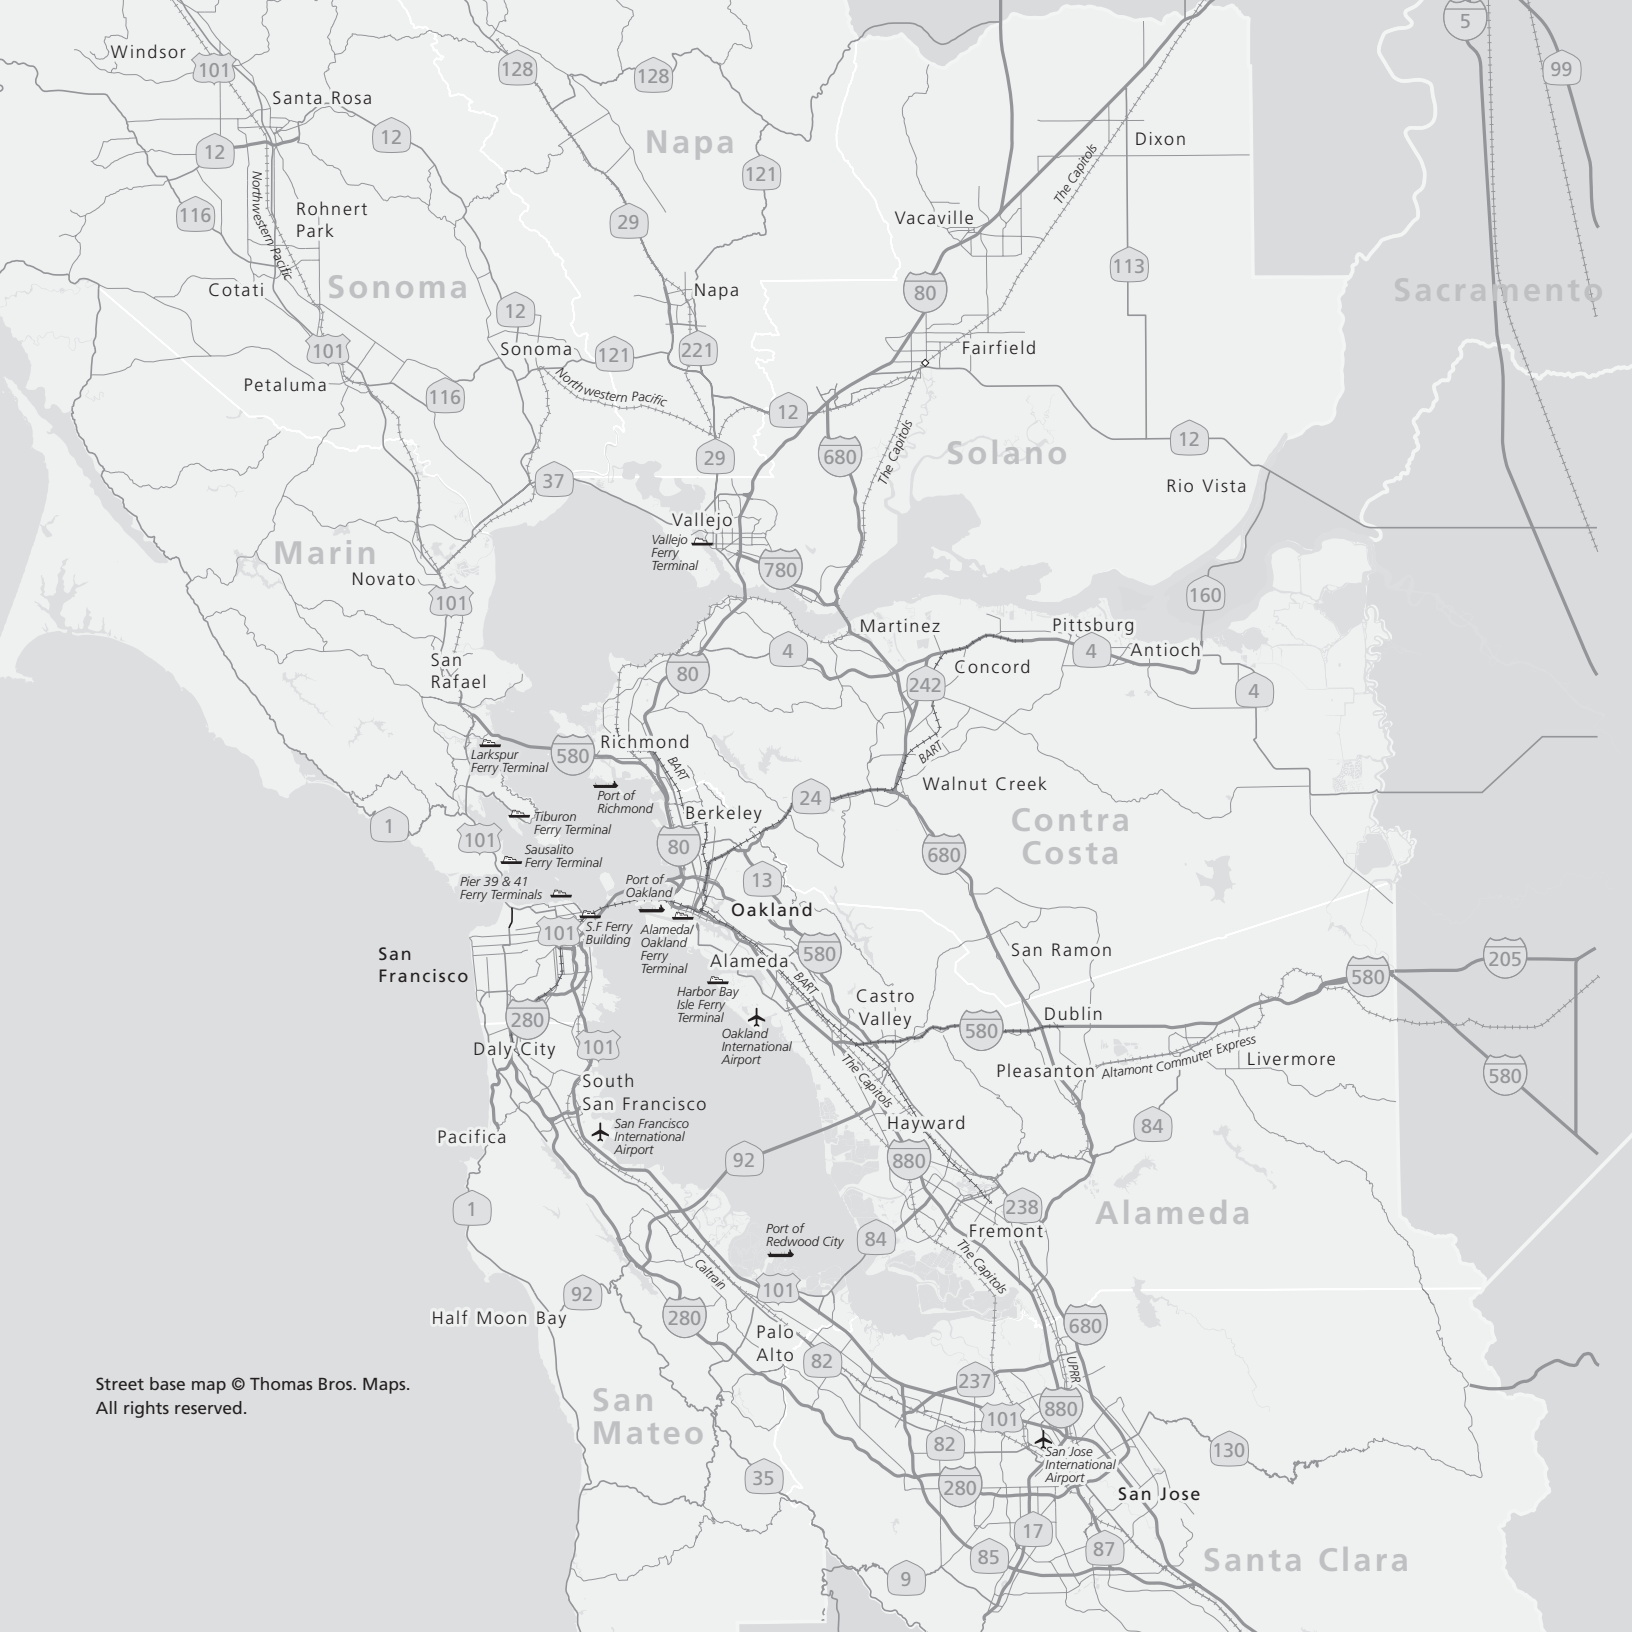 Windsor
101
128
128
5
99
Santa Rosa
12
12
Napa
Dixon
121
The Capitols
116
Northwestern Pacific
Rohnert
Park
29
Vacaville
113
Cotati
Sonoma
Napa
80
Sacramento
12
101
Sonoma
121
221
Fairfield
Petaluma
116
Northwestern Pacific
12
12
29
680
The Capitols
Solano
37
Rio Vista
Vallejo
Marin
Vallejo
Ferry
Terminal
Novato
780
101
160
Martinez
Pittsburg
4
4
Antioch
San
Rafael
80
242
Concord
4
Richmond
Larkspur
Ferry Terminal
580
BART
BART
Walnut Creek
Port of
Richmond
24
1
Tiburon
Ferry Terminal
Berkeley
Contra
Costa
101
80
680
Sausalito
Ferry Terminal
Pier 39 & 41
Ferry Terminals
Port of
Oakland
13
Oakland
101
S.F Ferry
Building
Alameda/
Oakland
Ferry
Terminal
San
Francisco
Alameda
580
San Ramon
205
580
BART
Harbor Bay
Isle Ferry
Terminal
Castro
Valley
280
Oakland
International
Airport
580
Dublin
Daly City
101
The Capitols
Pleasanton
Altamont Commuter Express
Livermore
580
South
San Francisco
Pacifica
San Francisco
International
Airport
Hayward
84
92
880
1
238
Alameda
Port of
Redwood City
84
Fremont
The Capitols
Caltrain
101
92
Half Moon Bay
280
680
Palo
Alto
82
UPRR
237
Street base map © Thomas Bros. Maps.
All rights reserved.
San
Mateo
880
101
82
San Jose
International
Airport
130
35
280
San Jose
17
87
85
Santa Clara
9